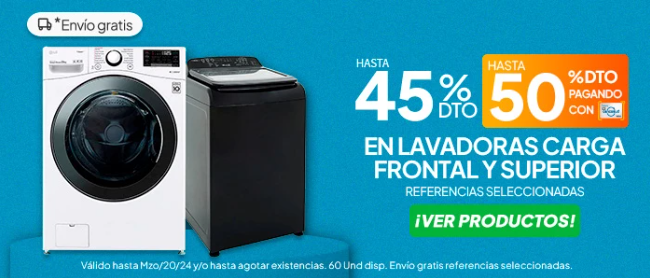 *Envío gratis
HASTA
45%
DTO
HASTA
50 %DTO
PAGANDO
CON
EN LAVADORAS CARGA
FRONTAL Y SUPERIOR
REFERENCIAS SELECCIONADAS
¡VER PRODUCTOS!
Válido hasta Mzo/20/24 y/o hasta agotar existencias. 60 Und disp. Envío gratis referencias seleccionadas.